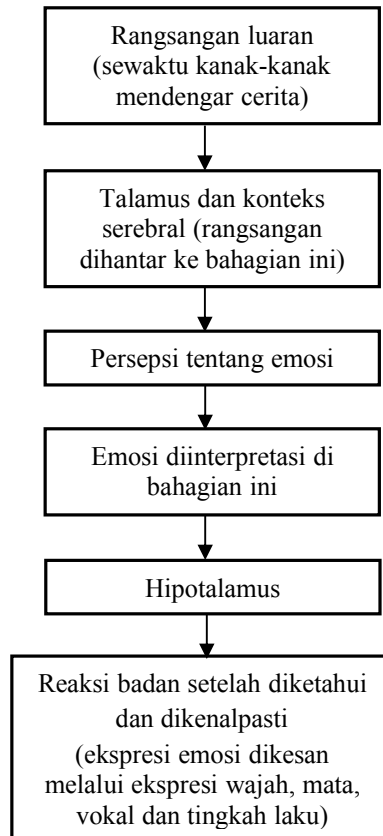 Rangsangan luaran
(sewaktu kanak-kanak
mendengar cerita)
Talamus dan konteks
serebral (rangsangan
dihantar ke bahagian ini)
Persepsi tentang emosi
Emosi diinterpretasi di
bahagian ini
Hipotalamus
Reaksi badan setelah diketahui
dan dikenalpasti
(ekspresi emosi dikesan
melalui ekspresi wajah, mata,
vokal dan tingkah laku)